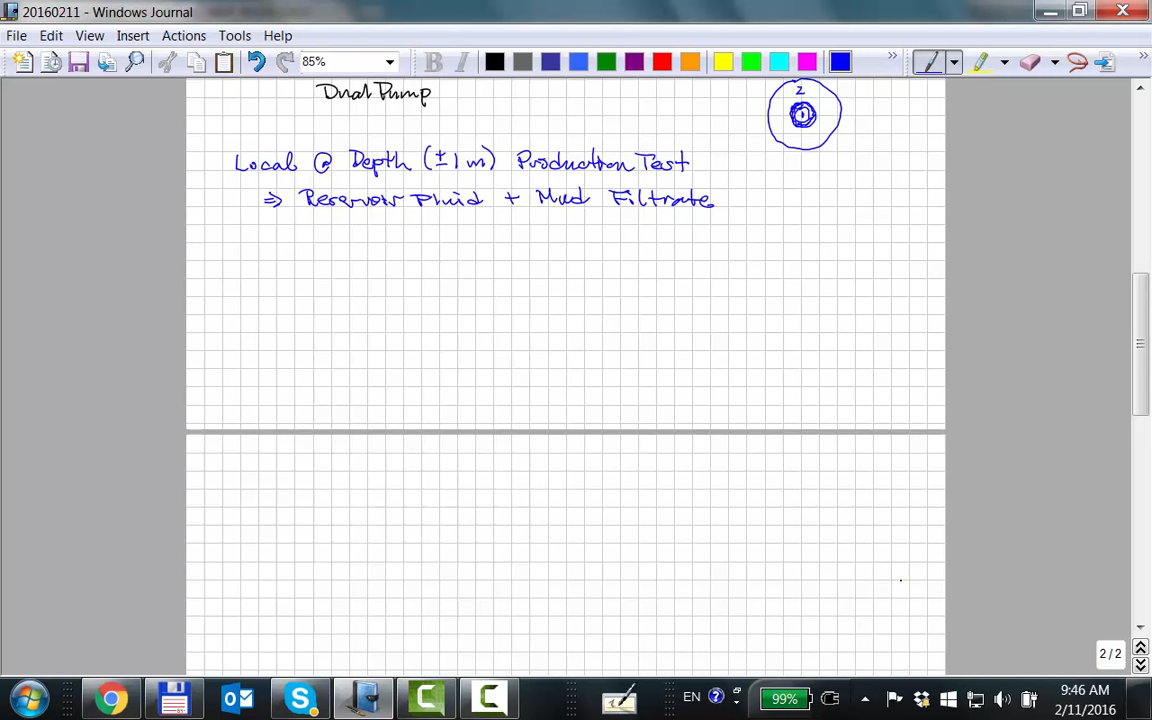 20160211 - Windows Journal
File Edit View Insert Actions Tools Help
85%
Dual Pump
2
1
Local @ Depth (±1 m) Production Test
⇒ Reservoir Fluid + Mud Filtrate
2 / 2
EN
99%
9:46 AM
2/11/2016